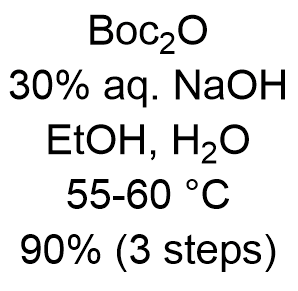 Boc₂O
30% aq. NaOH
EtOH, H₂O
55-60 °C
90% (3 steps)